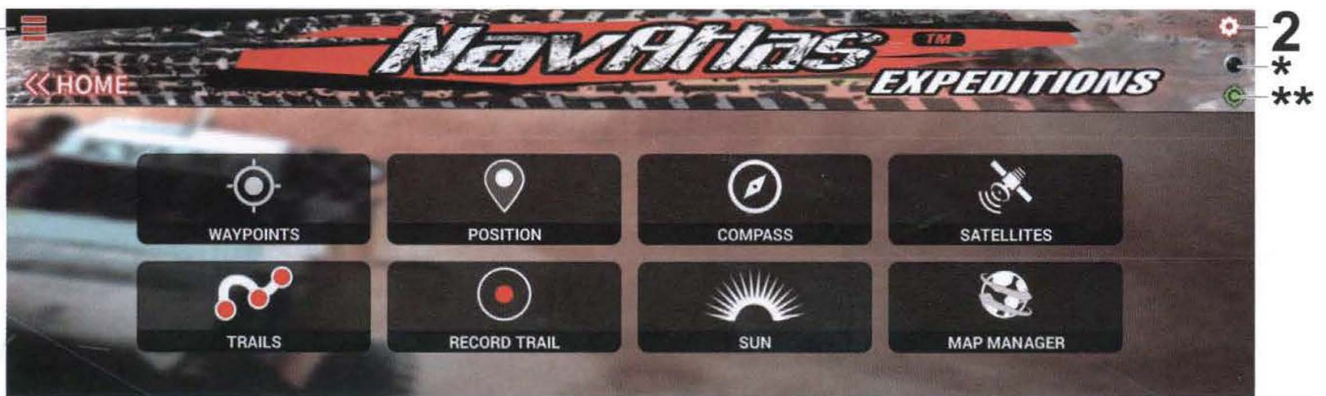 NavAtlas TM
EXPEDITIONS
2
*
**
<< HOME
WAYPOINTS
POSITION
COMPASS
SATELLITES
TRAILS
RECORD TRAIL
SUN
MAP MANAGER